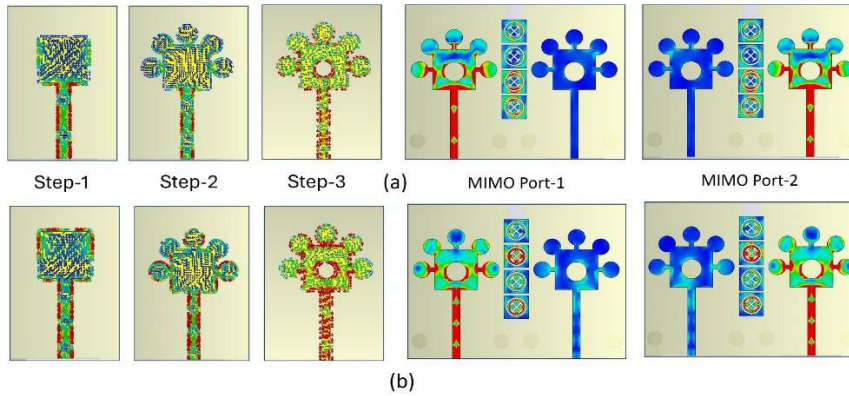 Step-1
Step-2
Step-3
(a)
MIMO Port-1
MIMO Port-2
(b)